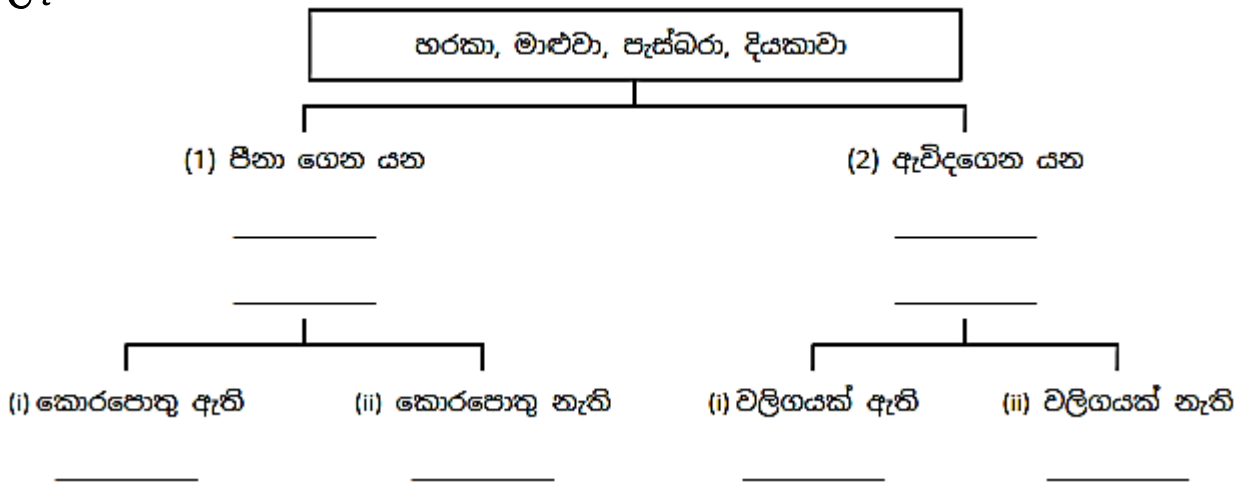 හරකා, මාළුවා, පැස්බරා, දියකාවා
(1) පීනා ගෙන යන
(2) ඇවිදගෙන යන
(i) කොරපොතු ඇති
(ii) කොරපොතු නැති
(i) වලිගයක් ඇති
(ii) වලිගයක් නැති